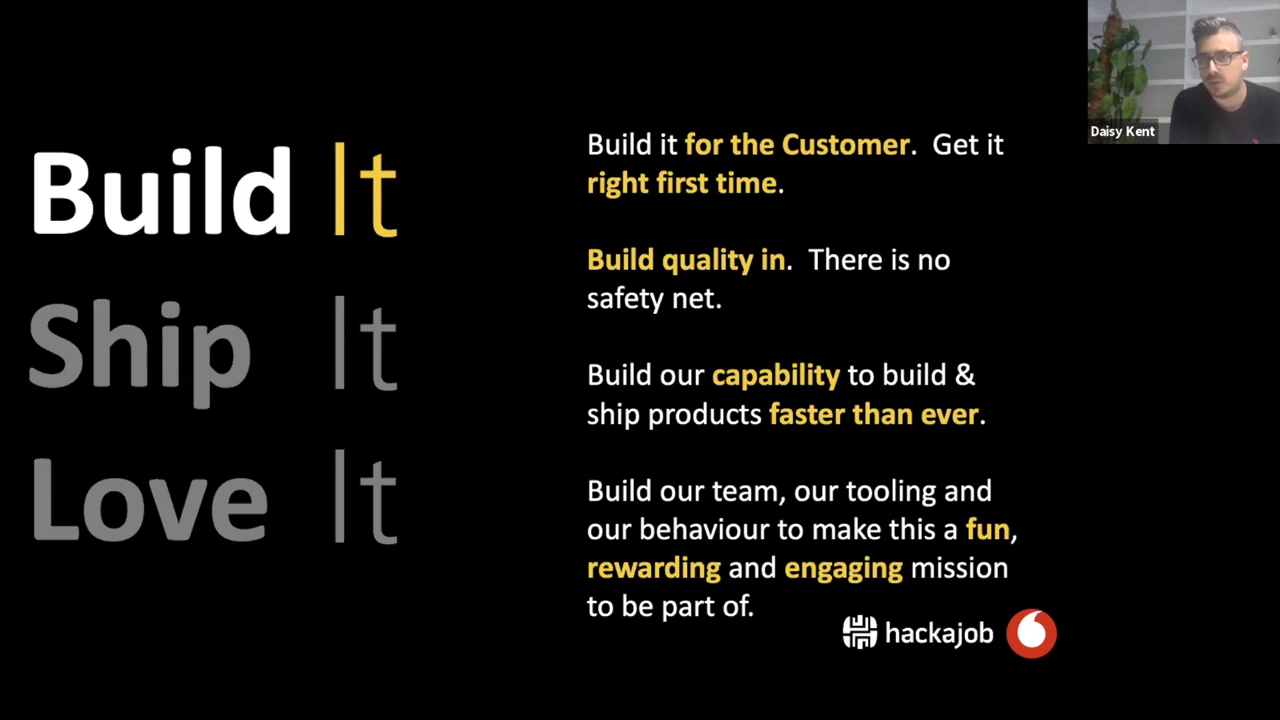 Build It
Ship It
Love It
Build it for the Customer.  Get it
right first time.
Build quality in.  There is no
safety net.
Build our capability to build &
ship products faster than ever.
Build our team, our tooling and
our behaviour to make this a fun,
rewarding and engaging mission
to be part of.
hackajob
Daisy Kent